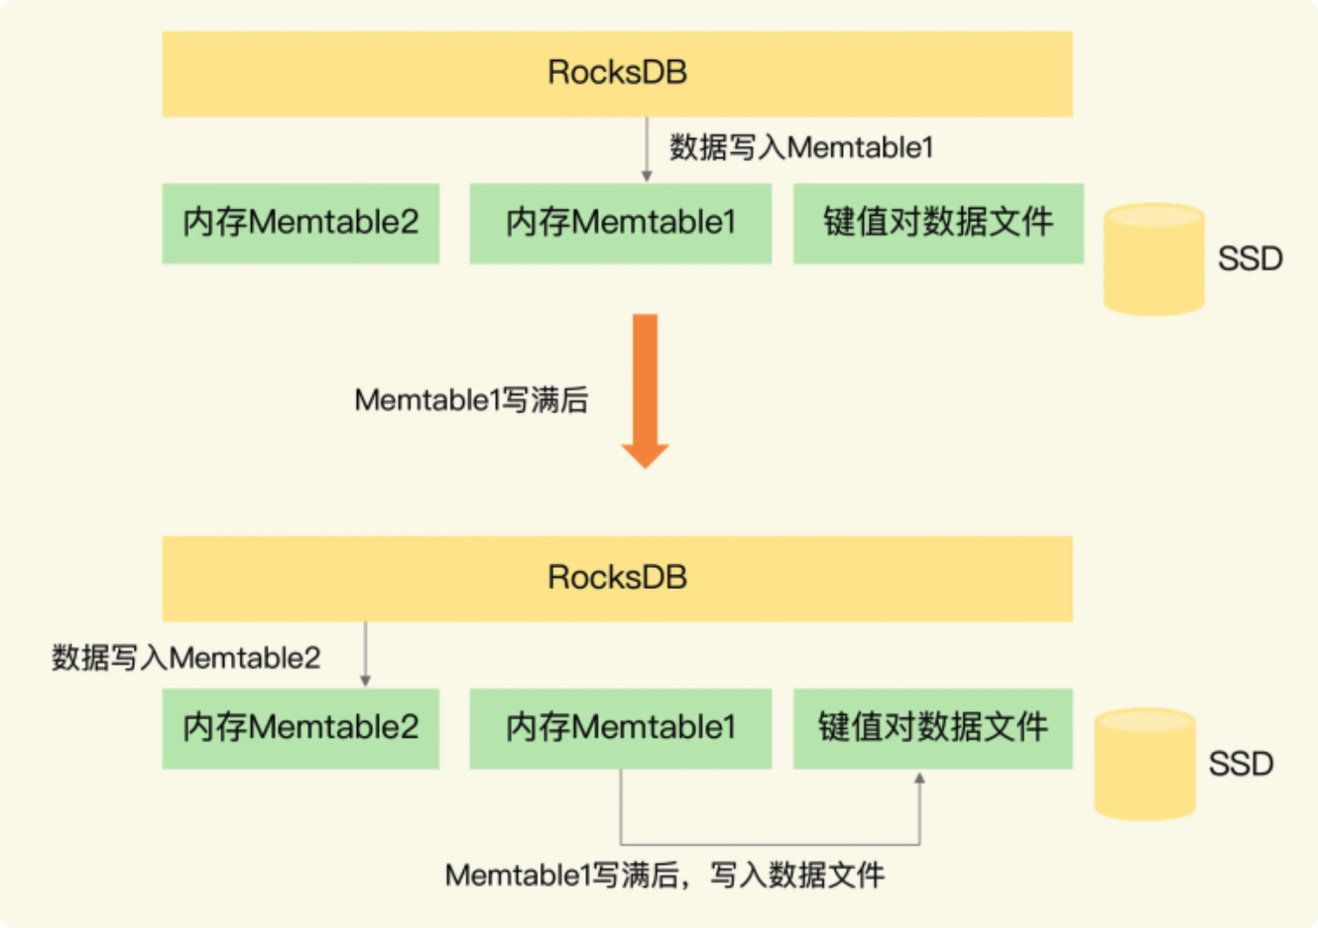 RocksDB
数据写入Memtable1
内存Memtable2
内存Memtable1
键值对数据文件
SSD
Memtable1写满后
RocksDB
数据写入Memtable2
内存Memtable2
内存Memtable1
键值对数据文件
SSD
Memtable1写满后，写入数据文件